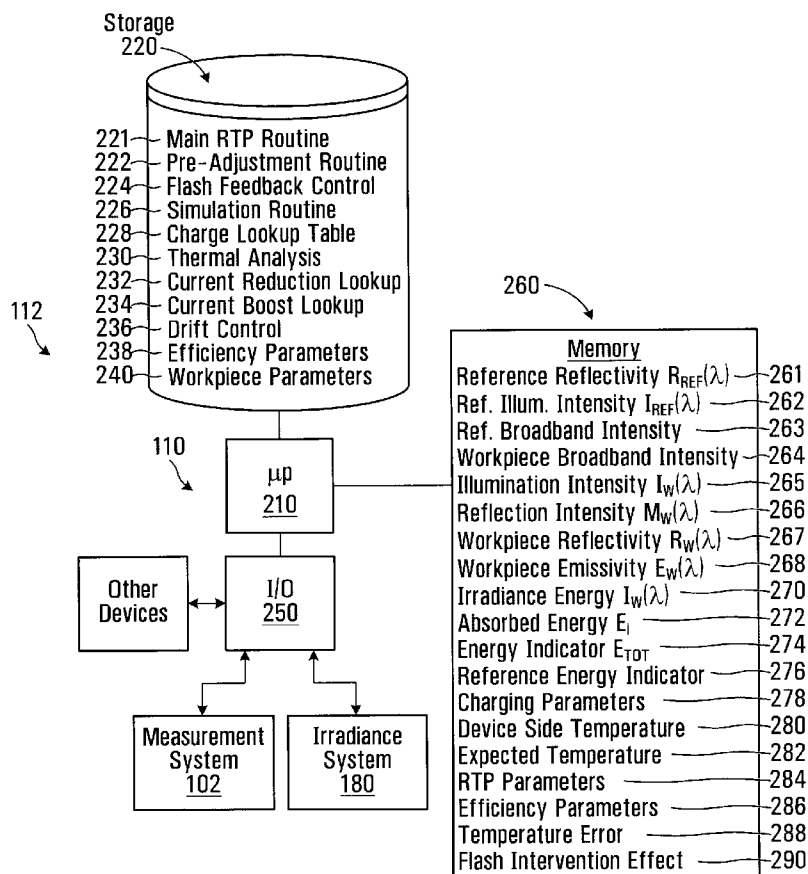 Storage
220
221 Main RTP Routine
222 Pre-Adjustment Routine
224 Flash Feedback Control
226 Simulation Routine
228 Charge Lookup Table
230 Thermal Analysis
232 Current Reduction Lookup
234 Current Boost Lookup
236 Drift Control
238 Efficiency Parameters
240 Workpiece Parameters
112
110
µp
210
I/O
250
Other
Devices
Measurement
System
102
Irradiance
System
180
260
Memory
Reference Reflectivity R_REF(λ) 261
Ref. Illum. Intensity I_REF(λ) 262
Ref. Broadband Intensity 263
Workpiece Broadband Intensity 264
Illumination Intensity I_W(λ) 265
Reflection Intensity M_W(λ) 266
Workpiece Reflectivity R_W(λ) 267
Workpiece Emissivity E_W(λ) 268
Irradiance Energy I_W(λ) 270
Absorbed Energy E_I 272
Energy Indicator E_TOT 274
Reference Energy Indicator 276
Charging Parameters 278
Device Side Temperature 280
Expected Temperature 282
RTP Parameters 284
Efficiency Parameters 286
Temperature Error 288
Flash Intervention Effect 290